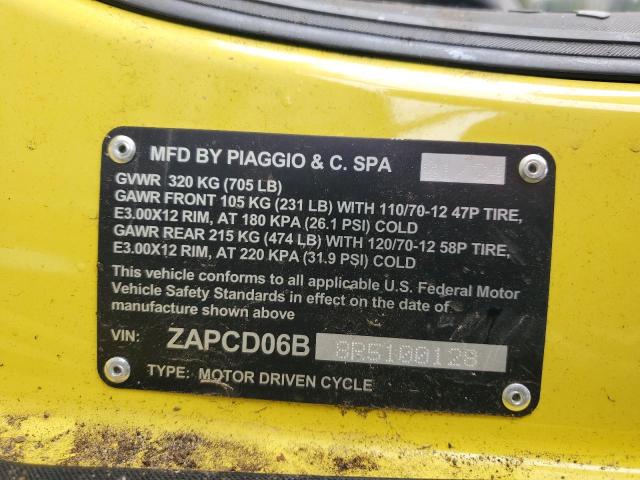 MFD BY PIAGGIO & C. SPA
GVWR 320 KG (705 LB)
GAWR FRONT 105 KG (231 LB) WITH 110/70-12 47P TIRE,
E3.00X12 RIM, AT 180 KPA (26.1 PSI) COLD
GAWR REAR 215 KG (474 LB) WITH 120/70-12 58P TIRE,
E3.00X12 RIM, AT 220 KPA (31.9 PSI) COLD
This vehicle conforms to all applicable U.S. Federal Motor
Vehicle Safety Standards in effect on the date of
manufacture shown above
VIN: ZAPCD06B 8R5100128
TYPE: MOTOR DRIVEN CYCLE